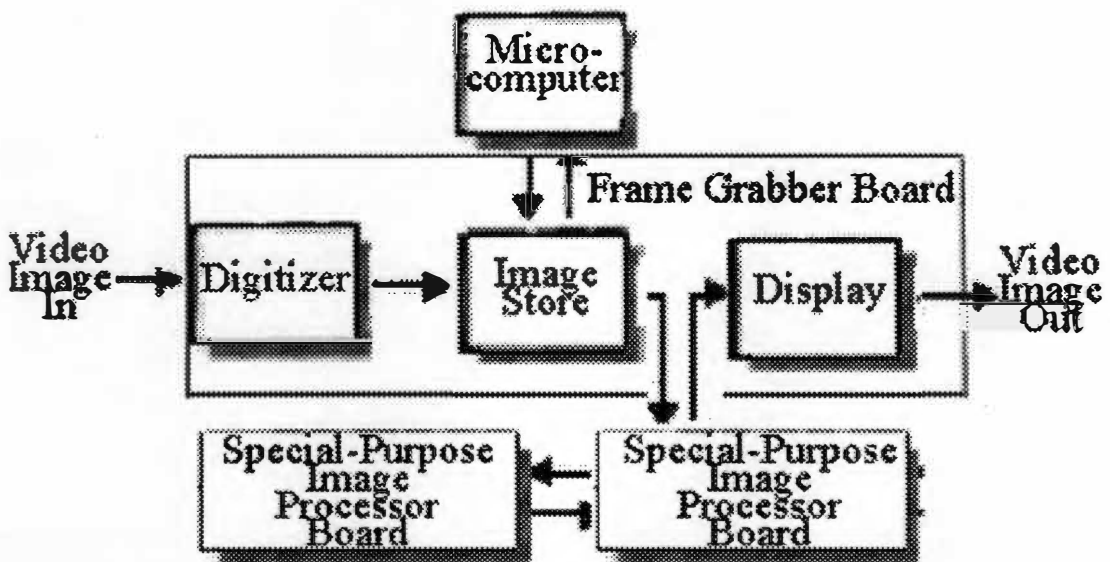 Micro-
computer
Frame Grabber Board
Video
Image
In
Digitizer
Image
Store
Display
Video
Image
Out
Special-Purpose
Image
Processor
Board
Special-Purpose
Image
Processor
Board